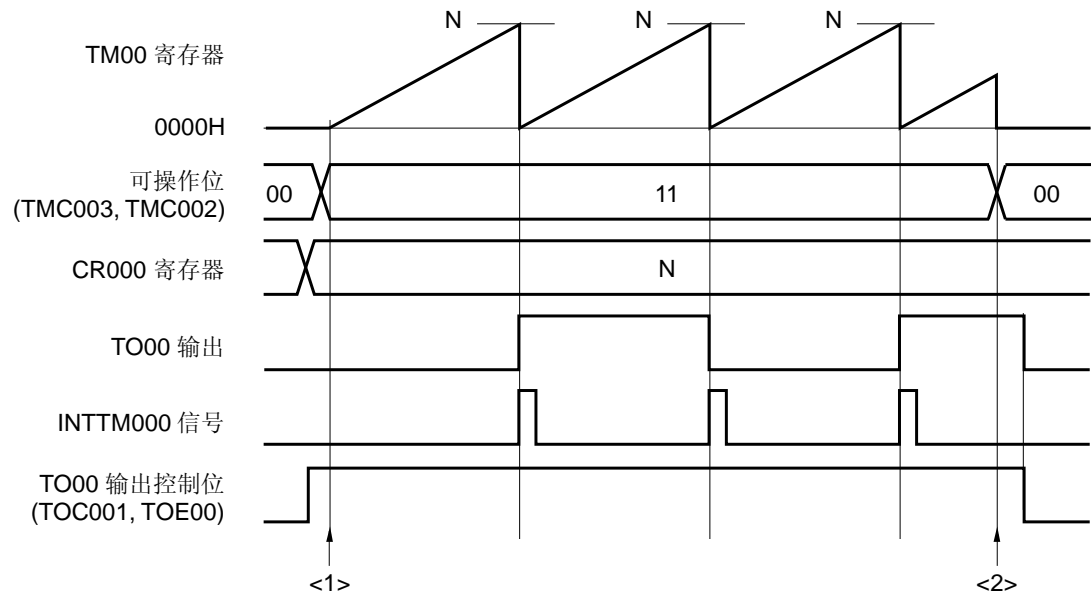 N N N
TM00 寄存器
0000H
可操作位
(TMC003, TMC002)
00 11 00
CR000 寄存器 N
TO00 输出
INTTM000 信号
TO00 输出控制位
(TOC001, TOE00)
<1> <2>